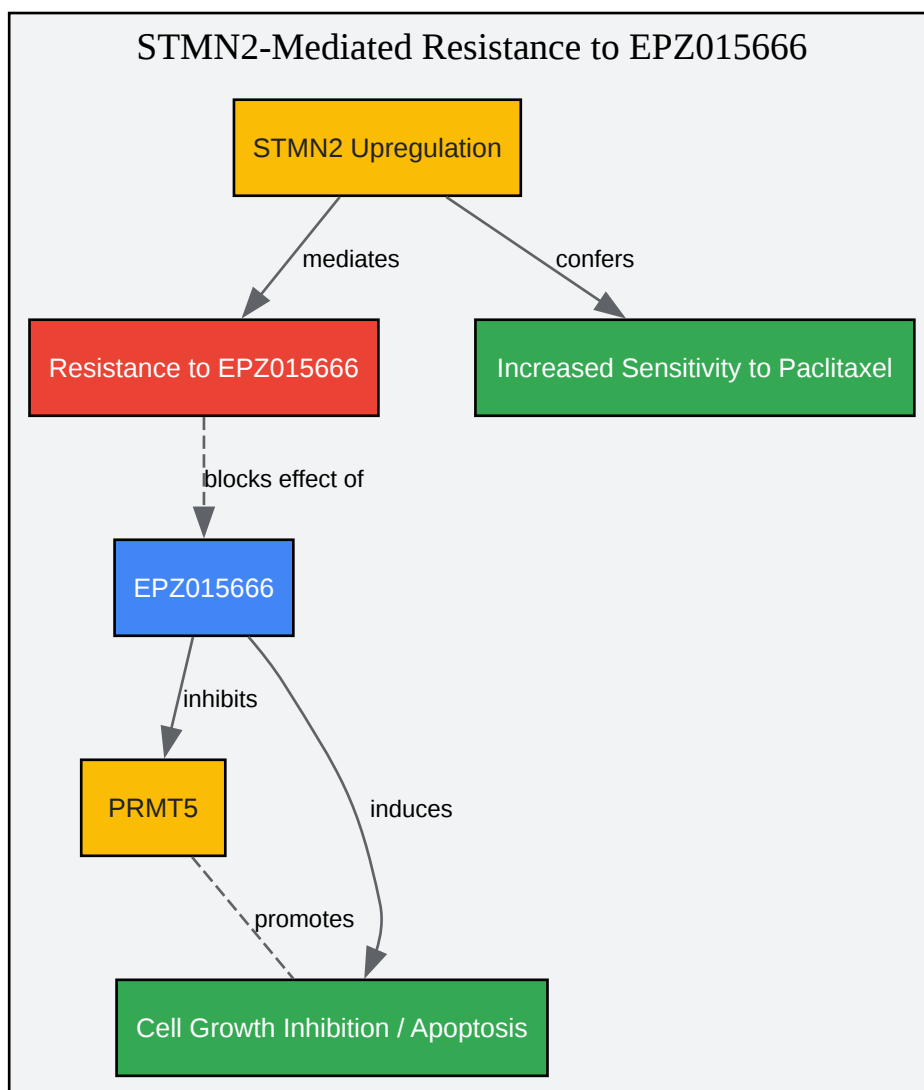 STMN2-Mediated Resistance to EPZ015666
STMN2 Upregulation
mediates
confers
Resistance to EPZ015666
Increased Sensitivity to Paclitaxel
blocks effect of
EPZ015666
inhibits
PRMT5
induces
promotes
Cell Growth Inhibition / Apoptosis